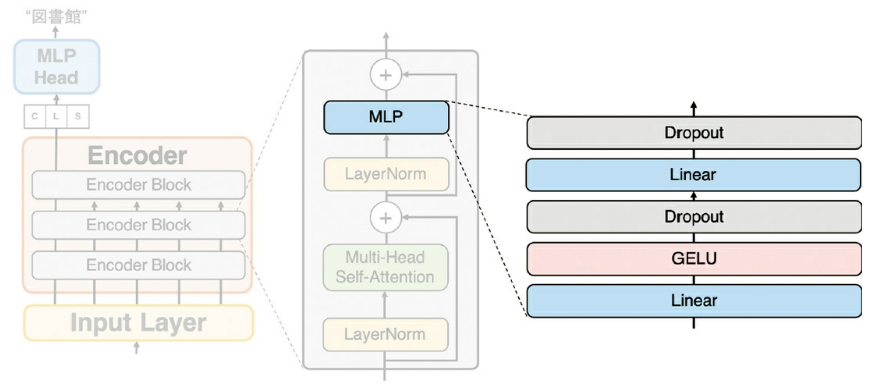 "図書館"
MLP
Head
C L S
Encoder
Encoder Block
Encoder Block
Encoder Block
Input Layer
+
MLP
LayerNorm
+
Multi-Head
Self-Attention
LayerNorm
Dropout
Linear
Dropout
GELU
Linear